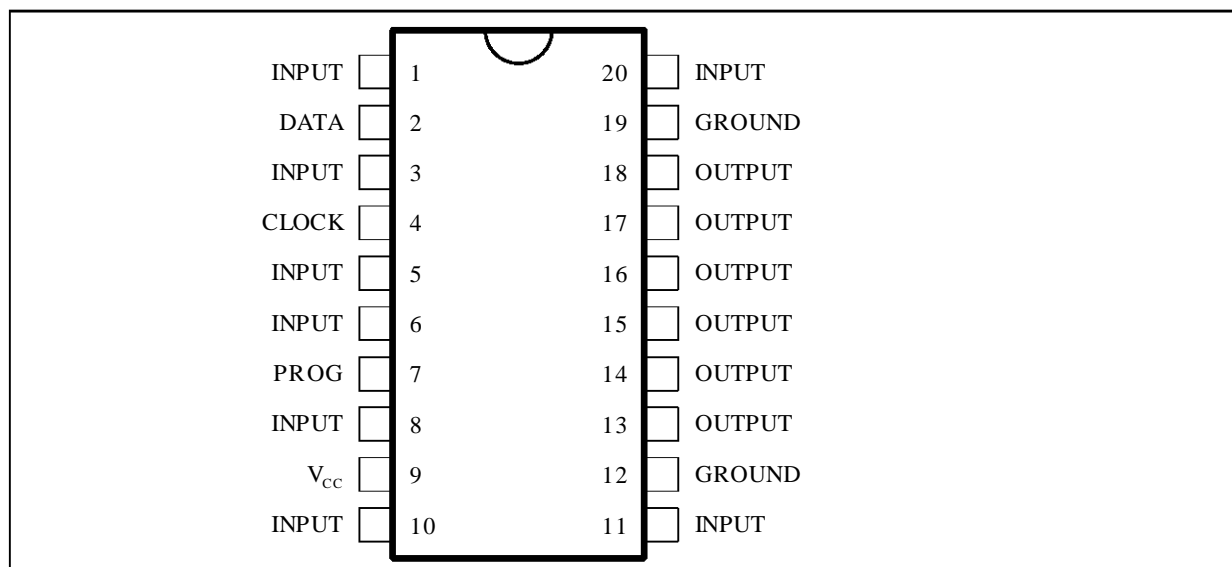 INPUT 1 20 INPUT
DATA 2 19 GROUND
INPUT 3 18 OUTPUT
CLOCK 4 17 OUTPUT
INPUT 5 16 OUTPUT
INPUT 6 15 OUTPUT
PROG 7 14 OUTPUT
INPUT 8 13 OUTPUT
VCC 9 12 GROUND
INPUT 10 11 INPUT